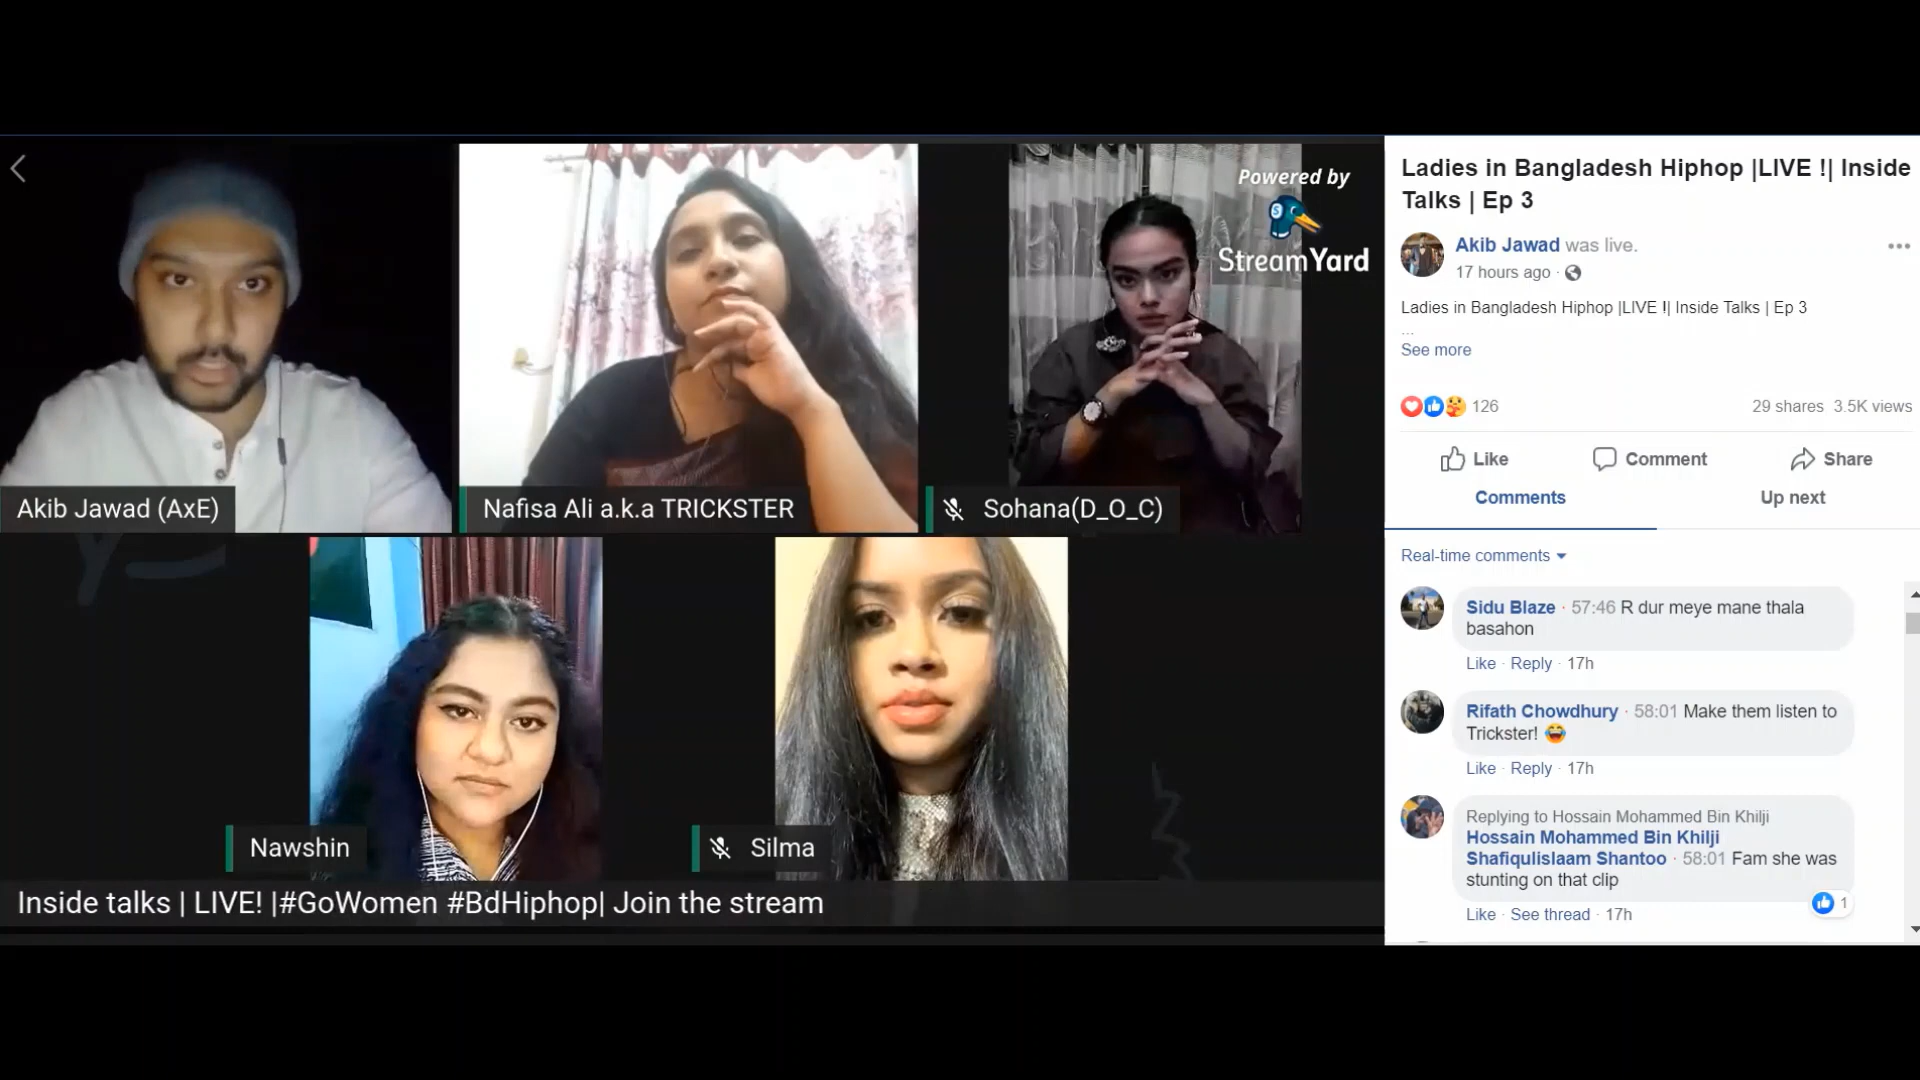 Powered by
StreamYard
Akib Jawad (AxE)
Nafisa Ali a.k.a TRICKSTER
Sohana(D_O_C)
Nawshin
Silma
Inside talks | LIVE! |#GoWomen #BdHiphop| Join the stream
Ladies in Bangladesh Hiphop |LIVE !| Inside
Talks | Ep 3
Akib Jawad was live.
17 hours ago ·
Ladies in Bangladesh Hiphop |LIVE !| Inside Talks | Ep 3
...
See more
126
29 shares 3.5K views
Like
Comment
Share
Comments
Up next
Real-time comments
Sidu Blaze · 57:46 R dur meye mane thala
basahon
Like · Reply · 17h
Rifath Chowdhury · 58:01 Make them listen to
Trickster! 😂
Like · Reply · 17h
Replying to Hossain Mohammed Bin Khilji
Hossain Mohammed Bin Khilji
Shafiqulislaam Shantoo · 58:01 Fam she was
stunting on that clip
1
Like · See thread · 17h